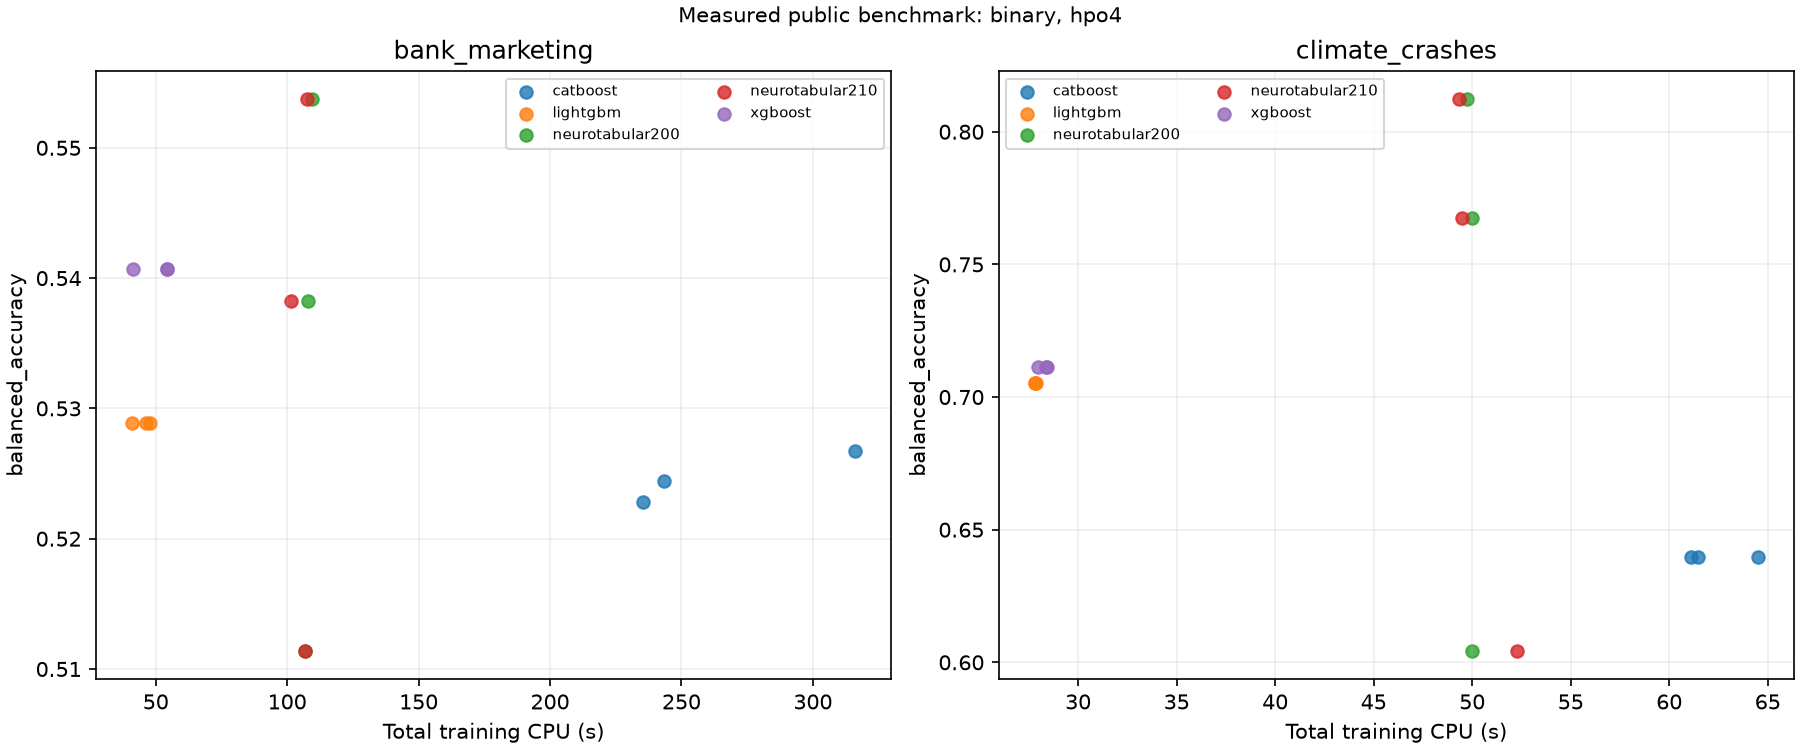 Measured public benchmark: binary, hpo4
bank_marketing
catboost
lightgbm
neurotabular200
neurotabular210
xgboost
0.55
0.54
0.53
0.52
0.51
balanced_accuracy
50
100
150
200
250
300
Total training CPU (s)
climate_crashes
catboost
lightgbm
neurotabular200
neurotabular210
xgboost
0.80
0.75
0.70
0.65
0.60
balanced_accuracy
30
35
40
45
50
55
60
65
Total training CPU (s)